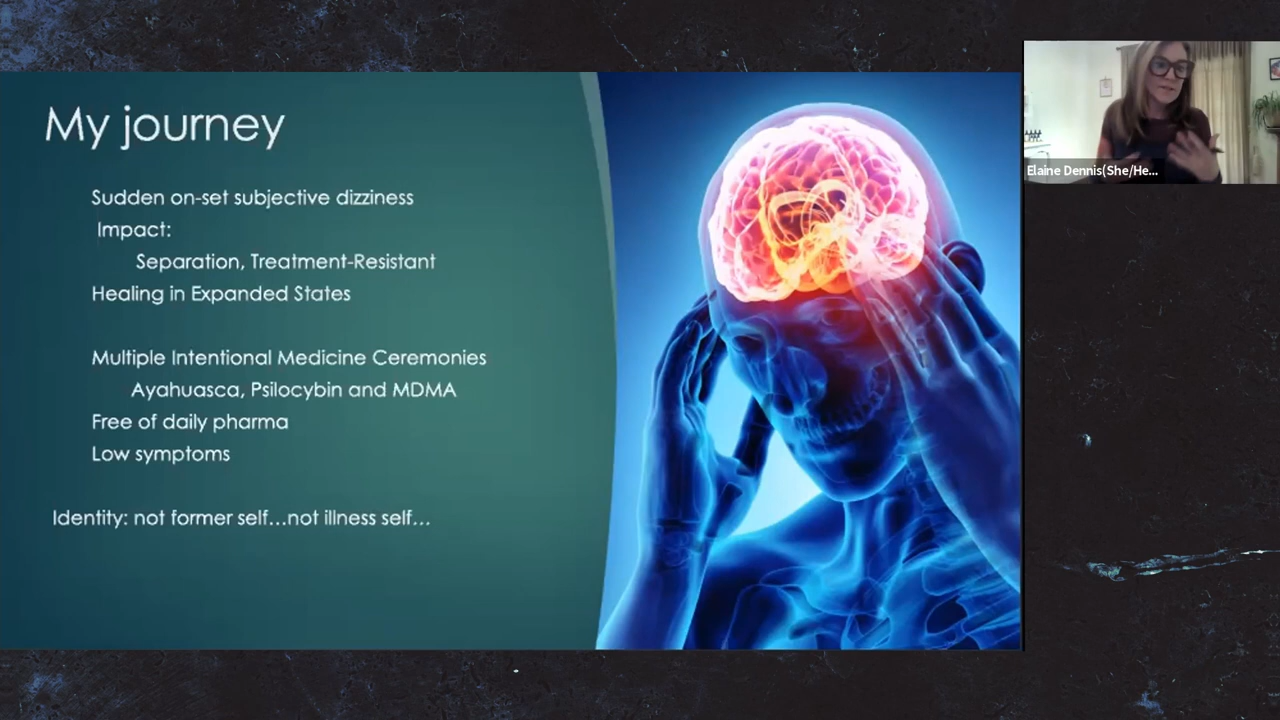 My journey
Sudden on-set subjective dizziness
Impact:
Separation, Treatment-Resistant
Healing in Expanded States
Multiple Intentional Medicine Ceremonies
Ayahuasca, Psilocybin and MDMA
Free of daily pharma
Low symptoms
Identity: not former self...not illness self...
Elaine Dennis(She/He...